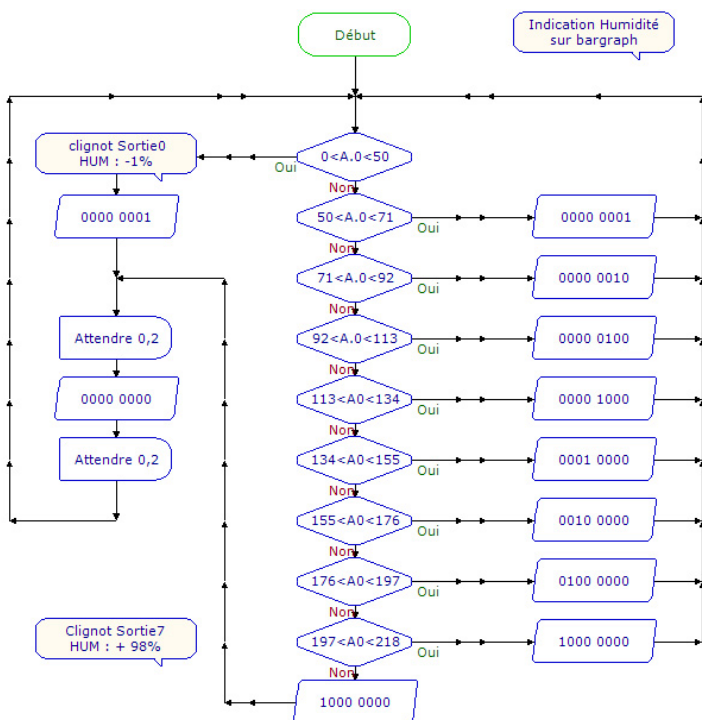 Début
Indication Humidité
sur bargraph
clignot Sortie0
HUM : -1%
Oui
0<A.0<50
Non
0000 0001
50<A.0<71
Oui
0000 0001
Non
71<A.0<92
Oui
0000 0010
Non
Attendre 0,2
92<A.0<113
Oui
0000 0100
Non
0000 0000
113<A0<134
Oui
0000 1000
Non
Attendre 0,2
134<A0<155
Oui
0001 0000
Non
155<A0<176
Oui
0010 0000
Non
176<A0<197
Oui
0100 0000
Non
Clignot Sortie7
HUM : + 98%
197<A0<218
Oui
1000 0000
Non
1000 0000